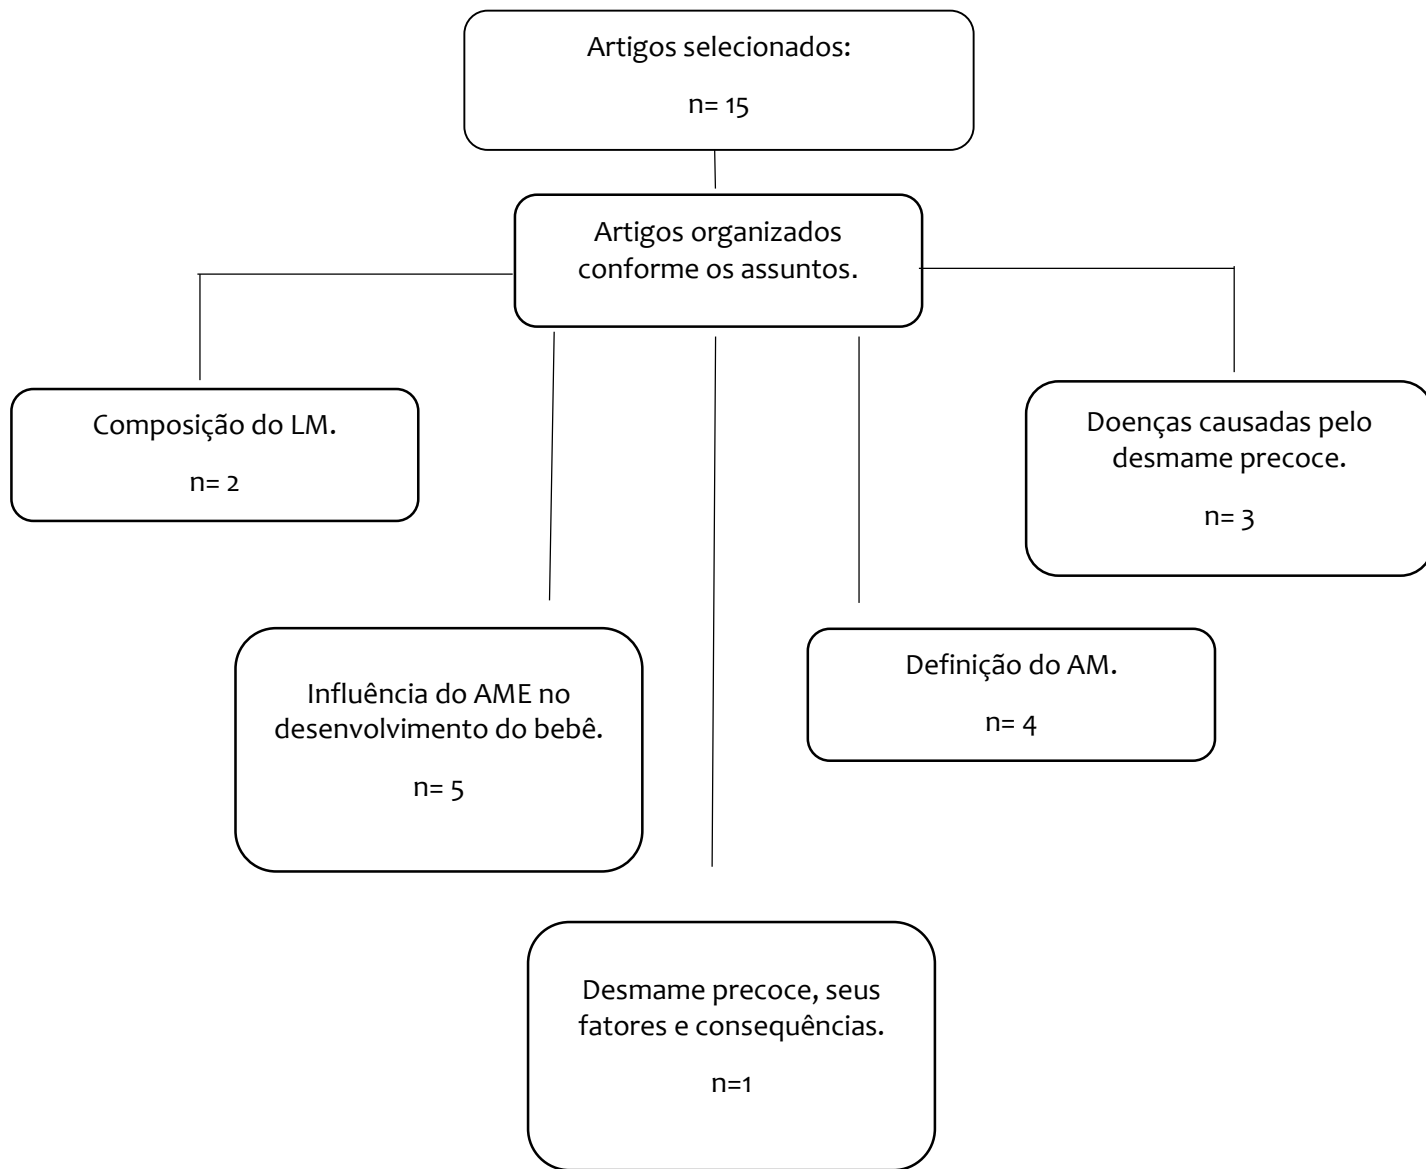 Artigos selecionados:
n= 15
Artigos organizados
conforme os assuntos.
Composição do LM.
n= 2
Doenças causadas pelo
desmame precoce.
n= 3
Influência do AME no
desenvolvimento do bebê.
n= 5
Definição do AM.
n= 4
Desmame precoce, seus
fatores e consequências.
n=1